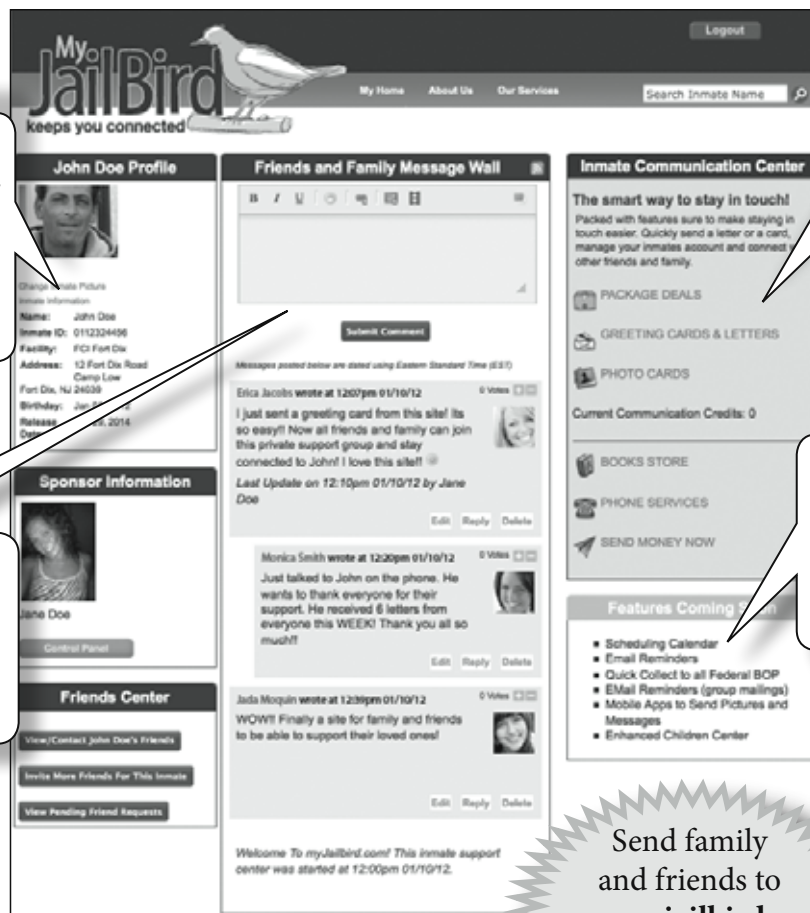 Logout
My
JailBird
keeps you connected
My Home About Us Our Services
Search Inmate Name
John Doe Profile
Change Inmate Picture
Inmate Information
Name: John Doe
Inmate ID: 0112324456
Facility: FCI Fort Dix
Address: 12 Fort Dix Road
Camp Low
Fort Dix, NJ 24039
Birthday: Jan
Release 29, 2014
Date:
Sponsor Information
Jane Doe
Control Panel
Friends Center
View/Contact John Doe's Friends
Invite More Friends For This Inmate
View Pending Friend Requests
Friends and Family Message Wall
B I U
Submit Comment
Messages posted below are dated using Eastern Standard Time (EST)
Erica Jacobs wrote at 12:07pm 01/10/12 0 Votes
I just sent a greeting card from this site! Its
so easy!! Now all friends and family can join
this private support group and stay
connected to John! I love this site!!
Last Update on 12:10pm 01/10/12 by Jane
Doe
Edit Reply Delete
Monica Smith wrote at 12:20pm 01/10/12 0 Votes
Just talked to John on the phone. He
wants to thank everyone for their
support. He received 6 letters from
everyone this WEEK! Thank you all so
much!!
Edit Reply Delete
Jada Moquin wrote at 12:39pm 01/10/12 0 Votes
WOW!! Finally a site for family and friends
to be able to support their loved ones!
Edit Reply Delete
Welcome To myJailbird.com! This inmate support
center was started at 12:00pm 01/10/12.
Inmate Communication Center
The smart way to stay in touch!
Packed with features sure to make staying in
touch easier. Quickly send a letter or a card,
manage your inmates account and connect
other friends and family.
PACKAGE DEALS
GREETING CARDS & LETTERS
PHOTO CARDS
Current Communication Credits: 0
BOOKS STORE
PHONE SERVICES
SEND MONEY NOW
Features Coming
Scheduling Calendar
Email Reminders
Quick Collect to all Federal BOP
EMail Reminders (group mailings)
Mobile Apps to Send Pictures and
Messages
Enhanced Children Center
Send family
and friends to